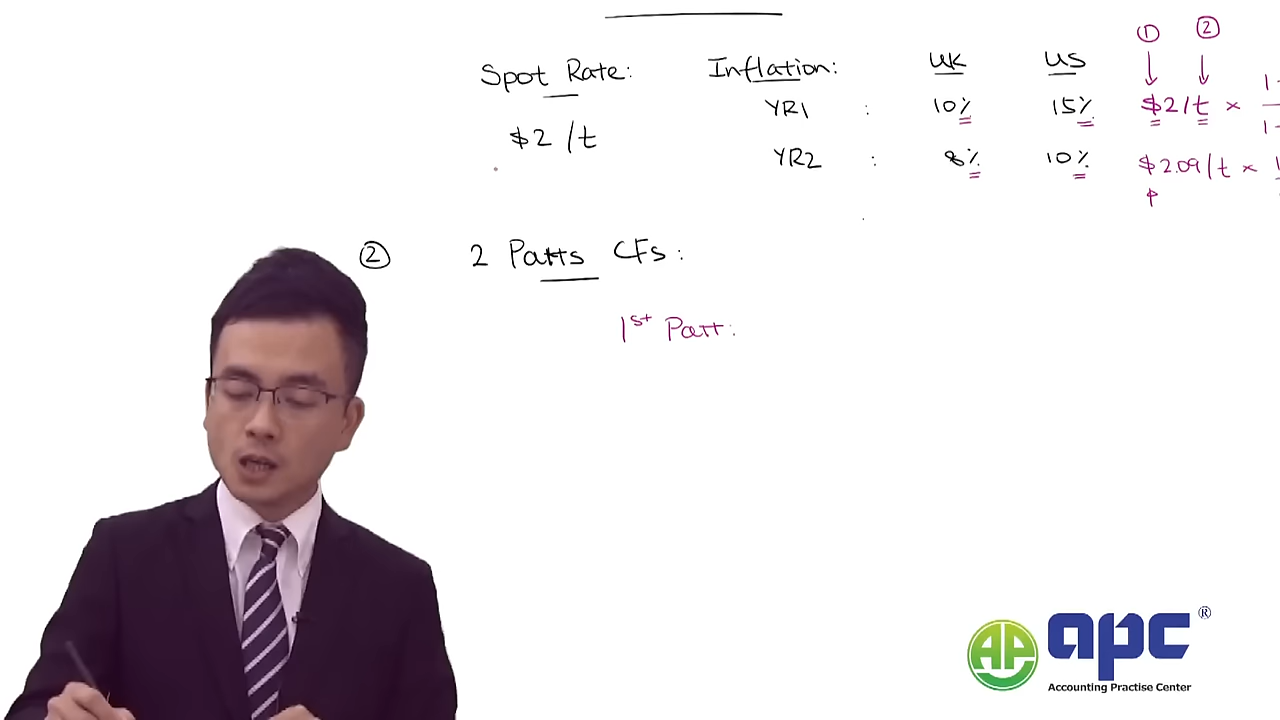 ① ②
Spot Rate: Inflation: UK US
YR1 : 10% 15% $2/t ×
$2/t
YR2 : 8% 10% $2.09/t ×
② 2 Parts CFs:
1st Part:
apc®
AP
Accounting Practise Center